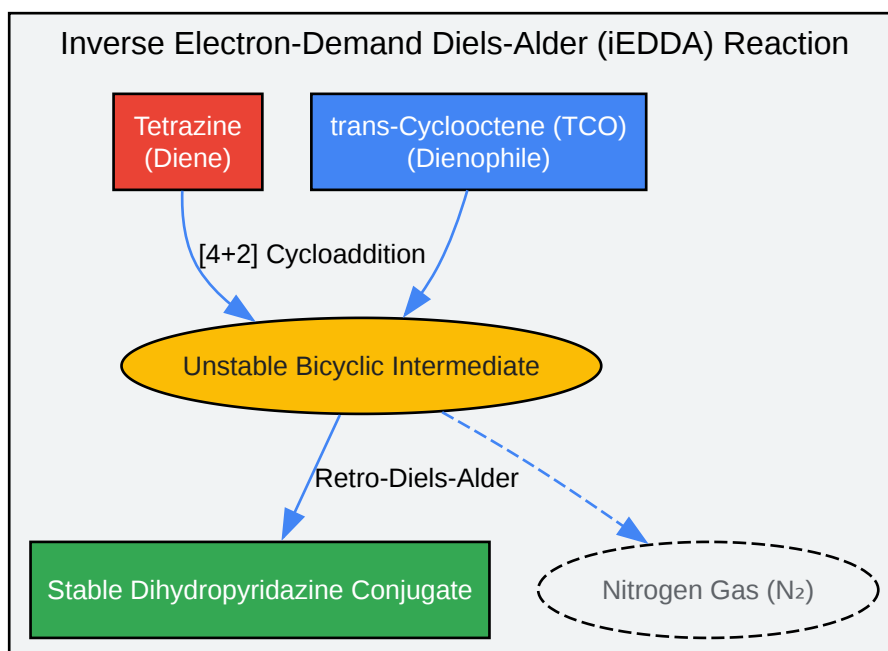 Inverse Electron-Demand Diels-Alder (iEDDA) Reaction
Tetrazine
(Diene)
trans-Cyclooctene (TCO)
(Dienophile)
[4+2] Cycloaddition
Unstable Bicyclic Intermediate
Retro-Diels-Alder
Stable Dihydropyridazine Conjugate
Nitrogen Gas (N₂)